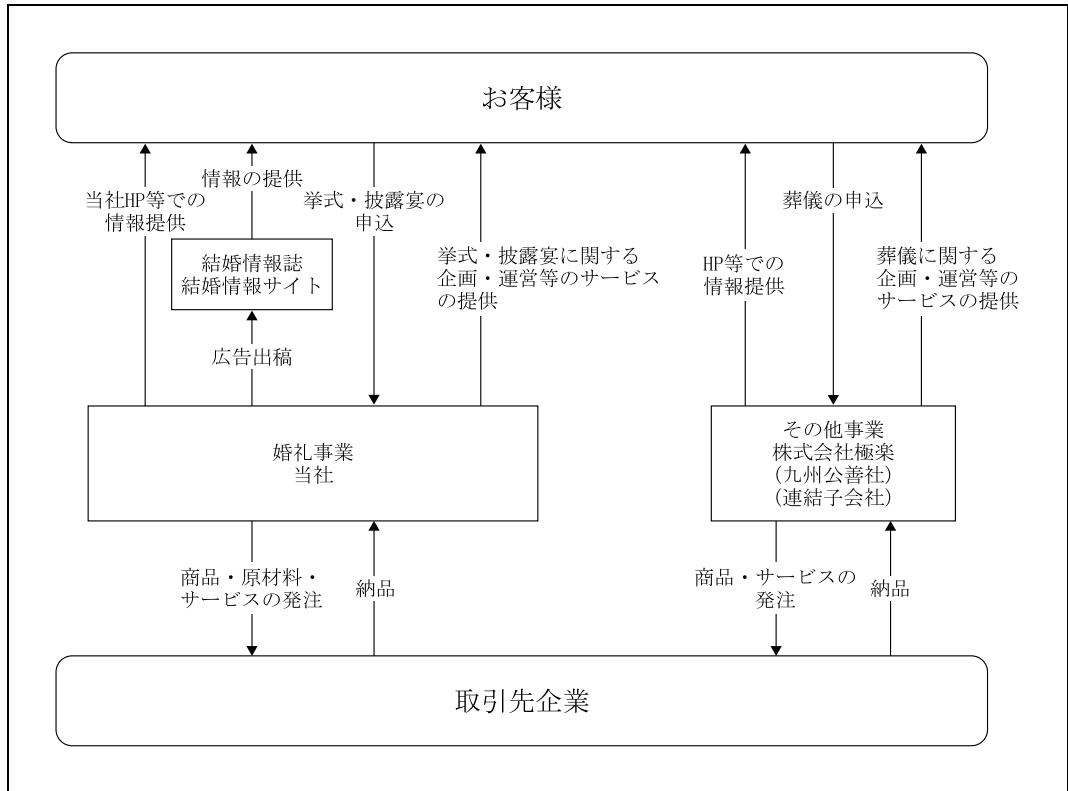 お客様
情報の提供
当社HP等での
情報提供
挙式・披露宴の
申込
葬儀の申込
結婚情報誌
結婚情報サイト
挙式・披露宴に関する
企画・運営等のサービス
の提供
HP等での
情報提供
葬儀に関する
企画・運営等の
サービスの提供
広告出稿
婚礼事業
当社
その他事業
株式会社極楽
(九州公善社)
(連結子会社)
商品・原材料・
サービスの発注
納品
商品・サービスの
発注
納品
取引先企業